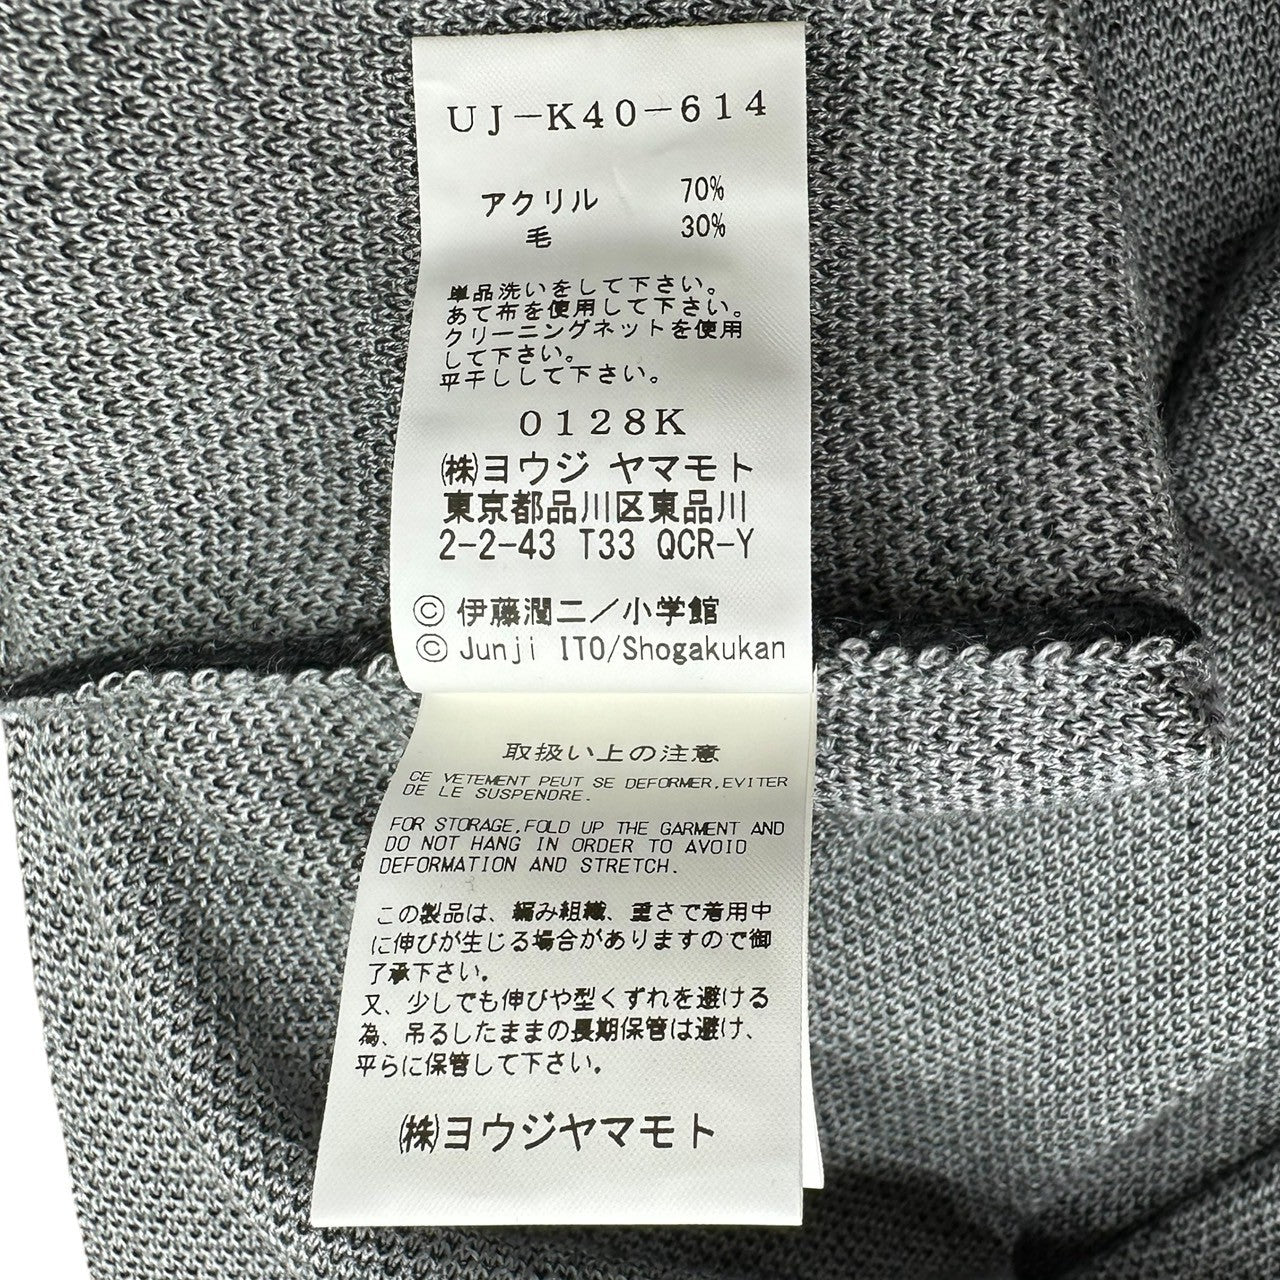 UJ-K40-614
アクリル 70%
毛 30%
単品洗いをして下さい。
あて布を使用して下さい。
クリーニングネットを使用
して下さい。
平干しして下さい。
0128K
㈱ヨウジ ヤマモト
東京都品川区東品川
2-2-43 T33 QCR-Y
© 伊藤潤二／小学館
© Junji ITO/Shogakukan
取扱い上の注意
CE VETEMENT PEUT SE DEFORMER,EVITER
DE LE SUSPENDRE.
FOR STORAGE,FOLD UP THE GARMENT AND
DO NOT HANG IN ORDER TO AVOID
DEFORMATION AND STRETCH.
この製品は、編み組織、重さで着用中
に伸びが生じる場合がありますので御
了承下さい。
又、少しでも伸びや型くずれを避ける
為、吊るしたままの長期保管は避け、
平らに保管して下さい。
㈱ヨウジヤマモト